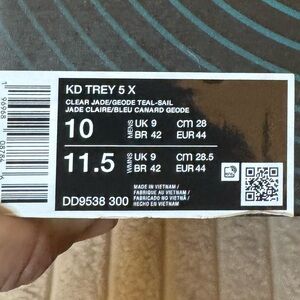 KD TREY 5 X
CLEAR JADE/GEODE TEAL-SAIL
JADE CLAIRE/BLEU CANARD GEODE
10 MENS UK 9 CM 28
BR 42 EUR 44
11.5 WMNS UK 9 CM 28.5
BR 42 EUR 44
DD9538 300
MADE IN VIETNAM /
FABRIQUE AU VIETNAM /
FABRICADO NO VIETNÃ /
HECHO EN VIETNAM